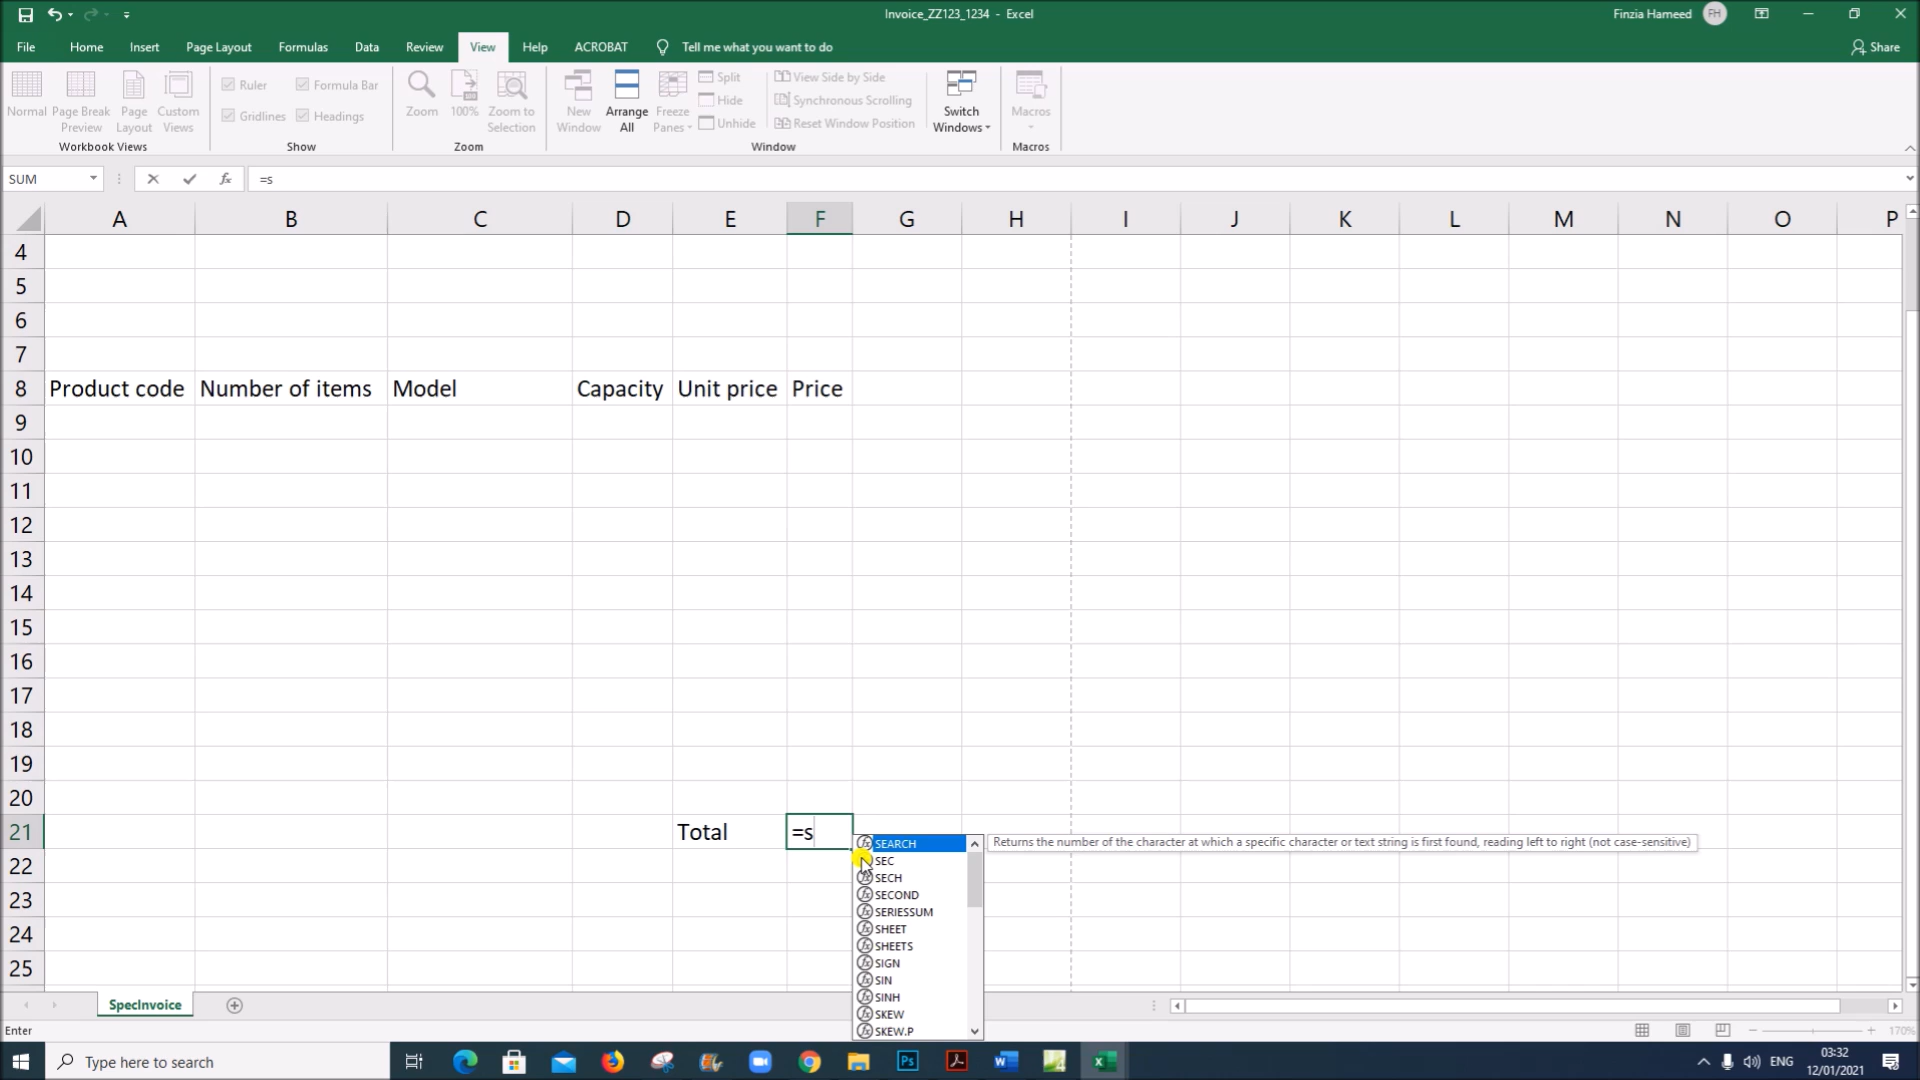 Invoice_ZZ123_1234 - Excel
Finzia Hameed FH
File Home Insert Page Layout Formulas Data Review View Help ACROBAT Tell me what you want to do Share
Normal
Page Break Preview
Page Layout
Custom Views
Workbook Views
Ruler
Formula Bar
Gridlines
Headings
Show
Zoom
100%
Zoom to Selection
Zoom
New Window
Arrange All
Freeze Panes
Split
Hide
Unhide
View Side by Side
Synchronous Scrolling
Reset Window Position
Window
Switch Windows
Macros
Macros
SUM fx =s
A B C D E F G H I J K L M N O P
4
5
6
7
8 Product code Number of items Model Capacity Unit price Price
9
10
11
12
13
14
15
16
17
18
19
20
21 Total =s
22
23
24
25
SEARCH Returns the number of the character at which a specific character or text string is first found, reading left to right (not case-sensitive)
SEC
SECH
SECOND
SERIESSUM
SHEET
SHEETS
SIGN
SIN
SINH
SKEW
SKEW.P
SpecInvoice
Enter 170%
Type here to search
ENG 03:32
12/01/2021